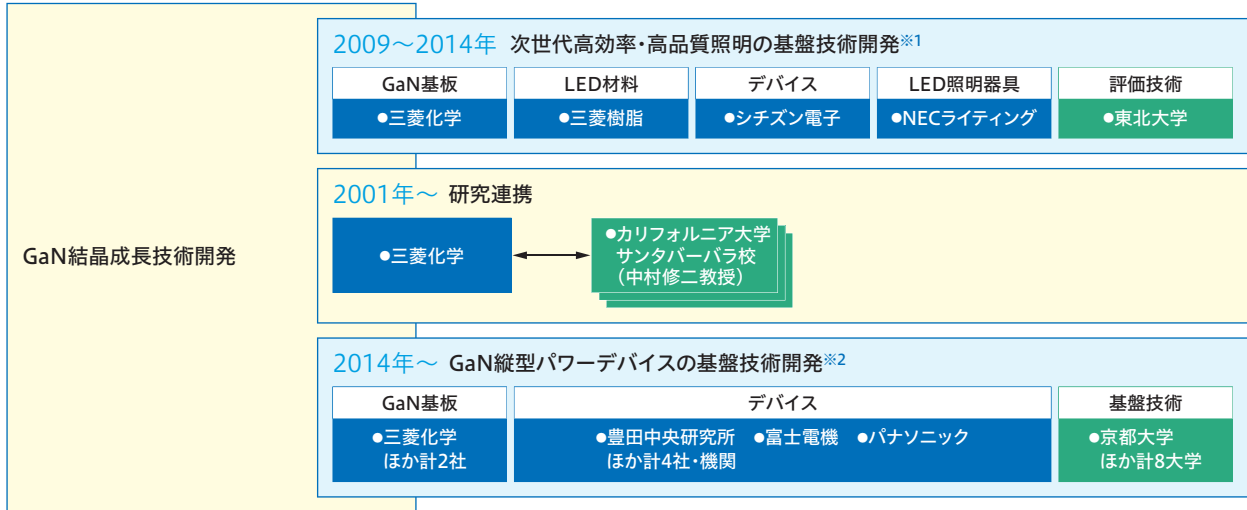 2009～2014年 次世代高効率・高品質照明の基盤技術開発※1
GaN基板
LED材料
デバイス
LED照明器具
評価技術
●三菱化学
●三菱樹脂
●シチズン電子
●NECライティング
●東北大学
2001年～ 研究連携
GaN結晶成長技術開発
●三菱化学
●カリフォルニア大学
サンタバーバラ校
（中村修二教授）
2014年～ GaN縦型パワーデバイスの基盤技術開発※2
GaN基板
デバイス
基盤技術
●三菱化学
ほか計2社
●豊田中央研究所 ●富士電機 ●パナソニック
ほか計4社・機関
●京都大学
ほか計8大学